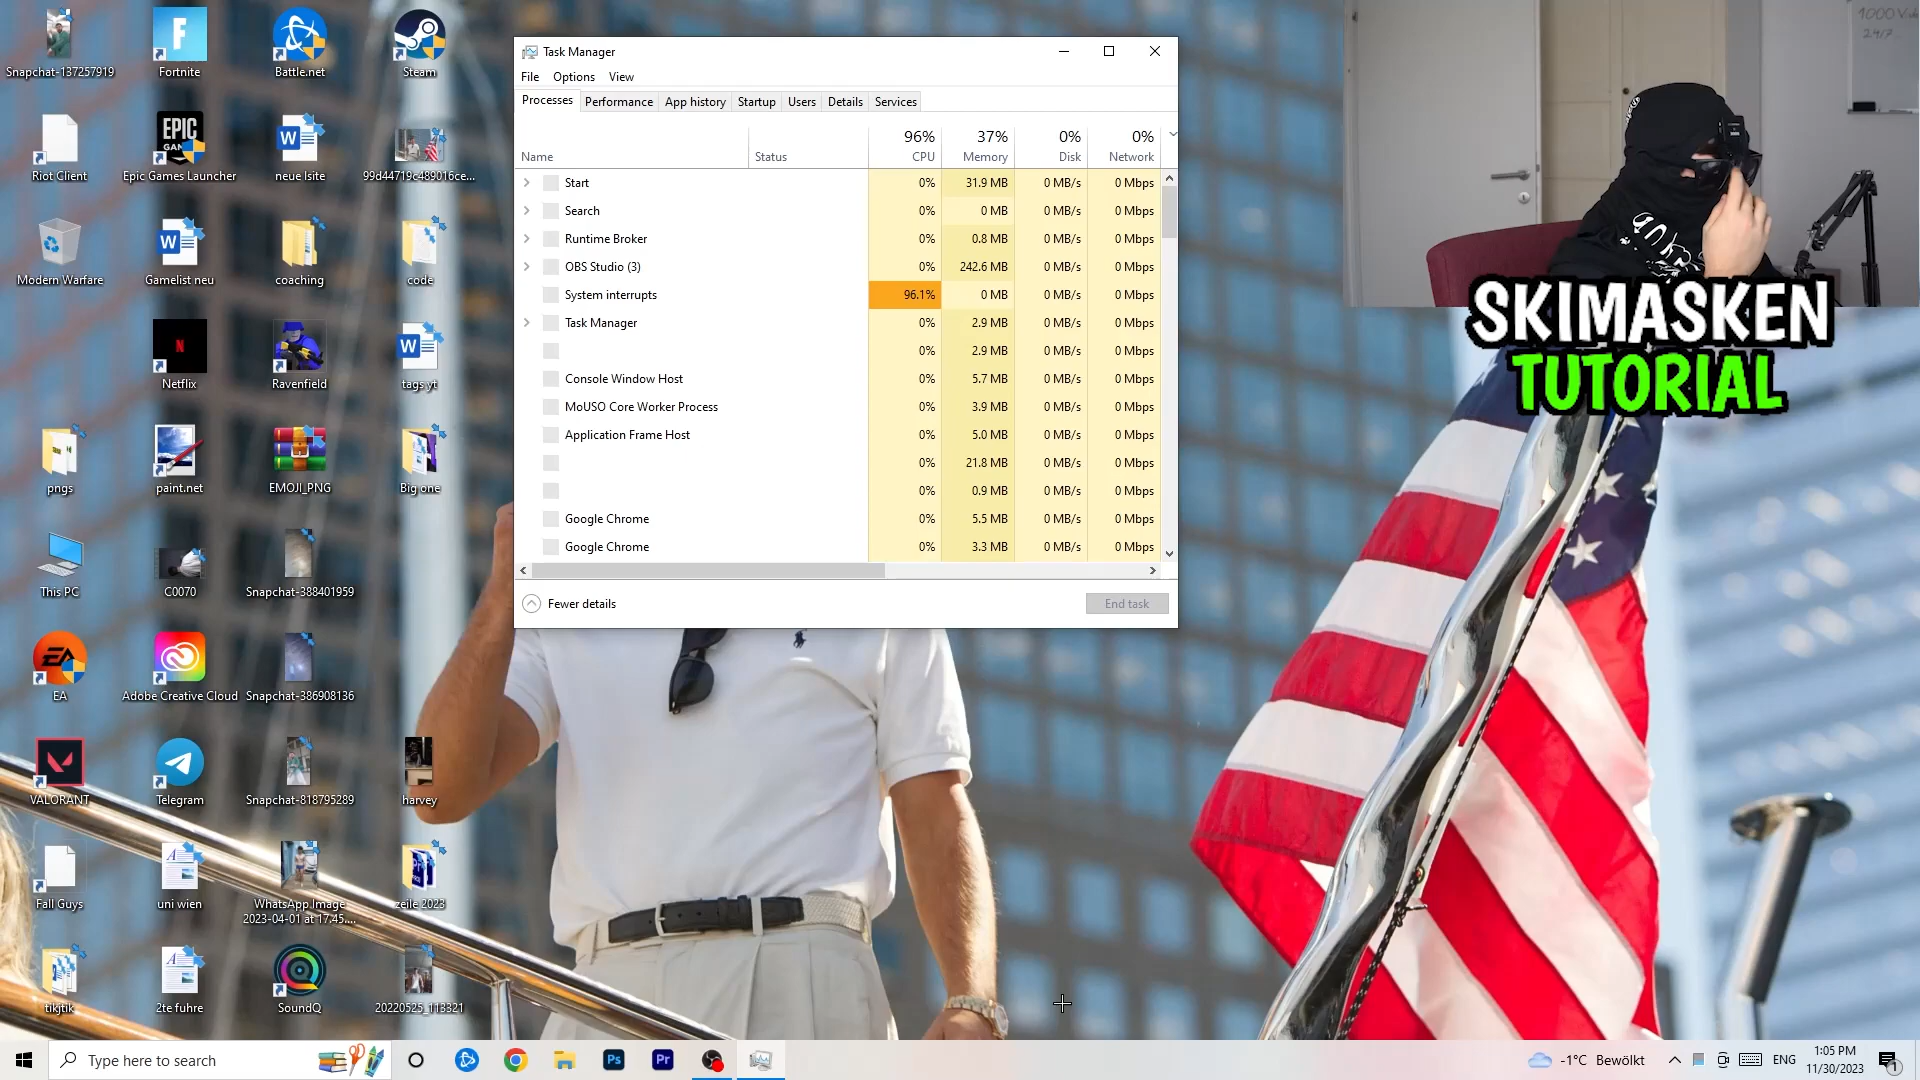 Snapchat-137257919
Fortnite
Battle.net
Steam
Riot Client
EPIC
Epic Games Launcher
neue lsite
99d44719c489016ce...
Modern Warfare
Gamelist neu
coaching
code
N
Netflix
Ravenfield
tags yt
pngs
paint.net
EMOJI_PNG
Big one
This PC
C0070
Snapchat-388401959
EA
EA
Adobe Creative Cloud
Snapchat-386908136
VALORANT
Telegram
Snapchat-818795289
harvey
Fall Guys
uni wien
WhatsApp Image
2023-04-01 at 17.45....
zeile 2023
tikjtik
2te fuhre
SoundQ
20220525_113321
Task Manager
File Options View
Processes Performance App history Startup Users Details Services
96% 37% 0% 0%
Name Status CPU Memory Disk Network
Start 0% 31.9 MB 0 MB/s 0 Mbps
Search 0% 0 MB 0 MB/s 0 Mbps
Runtime Broker 0% 0.8 MB 0 MB/s 0 Mbps
OBS Studio (3) 0% 242.6 MB 0 MB/s 0 Mbps
System interrupts 96.1% 0 MB 0 MB/s 0 Mbps
Task Manager 0% 2.9 MB 0 MB/s 0 Mbps
0% 2.9 MB 0 MB/s 0 Mbps
Console Window Host 0% 5.7 MB 0 MB/s 0 Mbps
MoUSO Core Worker Process 0% 3.9 MB 0 MB/s 0 Mbps
Application Frame Host 0% 5.0 MB 0 MB/s 0 Mbps
0% 21.8 MB 0 MB/s 0 Mbps
0% 0.9 MB 0 MB/s 0 Mbps
Google Chrome 0% 5.5 MB 0 MB/s 0 Mbps
Google Chrome 0% 3.3 MB 0 MB/s 0 Mbps
Fewer details End task
1000
24/7
SKIMASKEN
TUTORIAL
Type here to search
Ps
Pr
-1°C Bewölkt
ENG
1:05 PM
11/30/2023
1